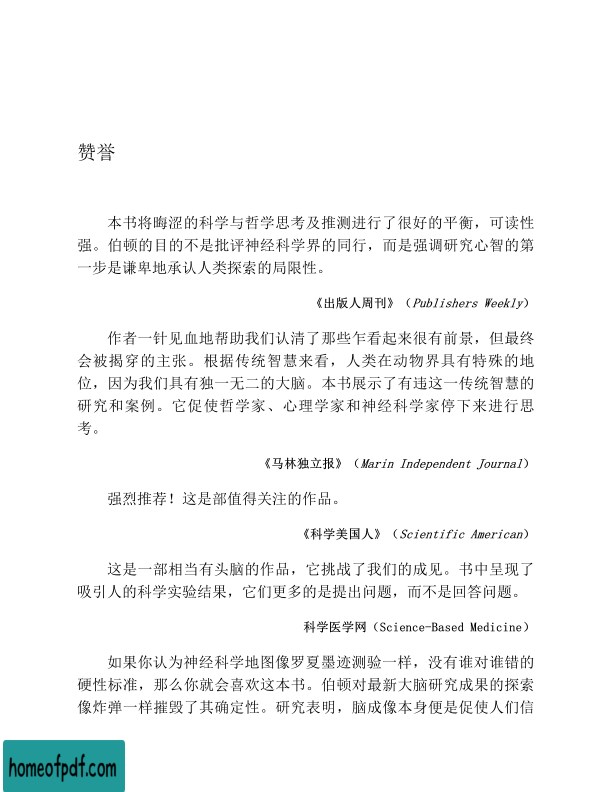 赞誉
本书将晦涩的科学与哲学思考及推测进行了很好的平衡，可读性
强。伯顿的目的不是批评神经科学界的同行，而是强调研究心智的第
一步是谦卑地承认人类探索的局限性。
《出版人周刊》（Publishers Weekly）
作者一针见血地帮助我们认清了那些乍看起来很有前景，但最终
会被揭穿的主张。根据传统智慧来看，人类在动物界具有特殊的地
位，因为我们具有独一无二的大脑。本书展示了有违这一传统智慧的
研究和案例。它促使哲学家、心理学家和神经科学家停下来进行思
考。
《马林独立报》（Marin Independent Journal）
强烈推荐！这是部值得关注的作品。
《科学美国人》（Scientific American）
这是一部相当有头脑的作品，它挑战了我们的成见。书中呈现了
吸引人的科学实验结果，它们更多的是提出问题，而不是回答问题。
科学医学网（Science-Based Medicine）
如果你认为神经科学地图像罗夏墨迹测验一样，没有谁对谁错的
硬性标准，那么你就会喜欢这本书。伯顿对最新大脑研究成果的探索
像炸弹一样摧毁了其确定性。研究表明，脑成像本身便是促使人们信
homeofpdf.com